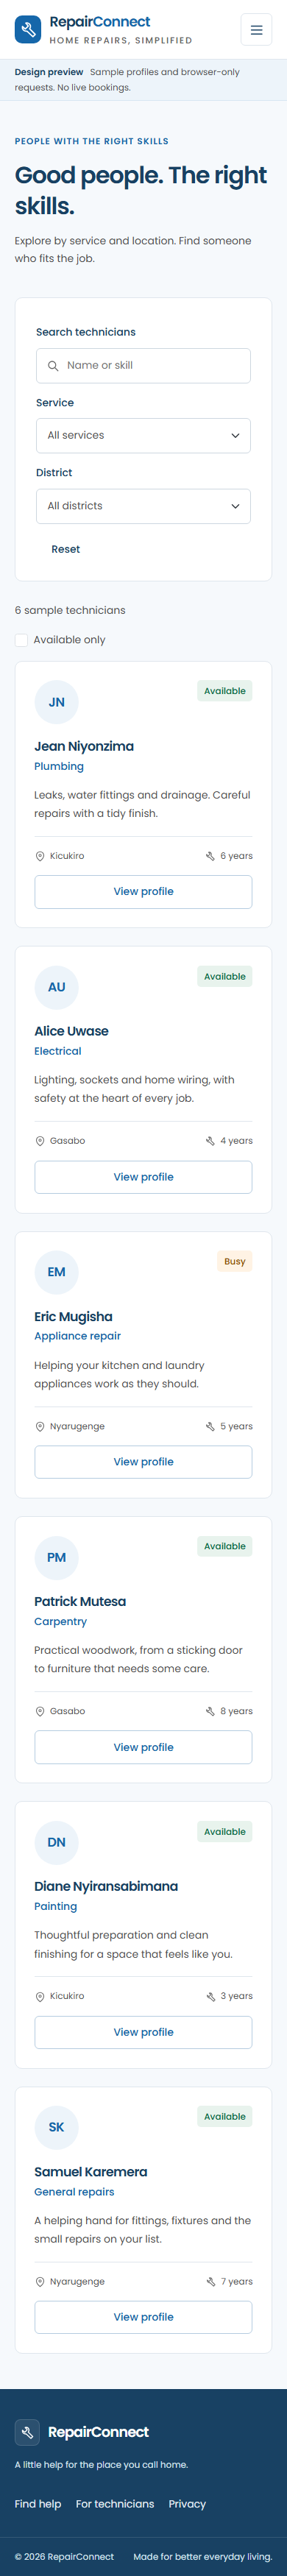 RepairConnect
HOME REPAIRS, SIMPLIFIED
Design preview Sample profiles and browser-only
requests. No live bookings.
PEOPLE WITH THE RIGHT SKILLS
Good people. The right
skills.
Explore by service and location. Find someone
who fits the job.
Search technicians
Name or skill
Service
All services
District
All districts
Reset
6 sample technicians
Available only
JN
Available
Jean Niyonzima
Plumbing
Leaks, water fittings and drainage. Careful
repairs with a tidy finish.
Kicukiro 6 years
View profile
AU
Available
Alice Uwase
Electrical
Lighting, sockets and home wiring, with
safety at the heart of every job.
Gasabo 4 years
View profile
EM
Busy
Eric Mugisha
Appliance repair
Helping your kitchen and laundry
appliances work as they should.
Nyarugenge 5 years
View profile
PM
Available
Patrick Mutesa
Carpentry
Practical woodwork, from a sticking door
to furniture that needs some care.
Gasabo 8 years
View profile
DN
Available
Diane Nyiransabimana
Painting
Thoughtful preparation and clean
finishing for a space that feels like you.
Kicukiro 3 years
View profile
SK
Available
Samuel Karemera
General repairs
A helping hand for fittings, fixtures and the
small repairs on your list.
Nyarugenge 7 years
View profile
RepairConnect
A little help for the place you call home.
Find help For technicians Privacy
© 2026 RepairConnect Made for better everyday living.